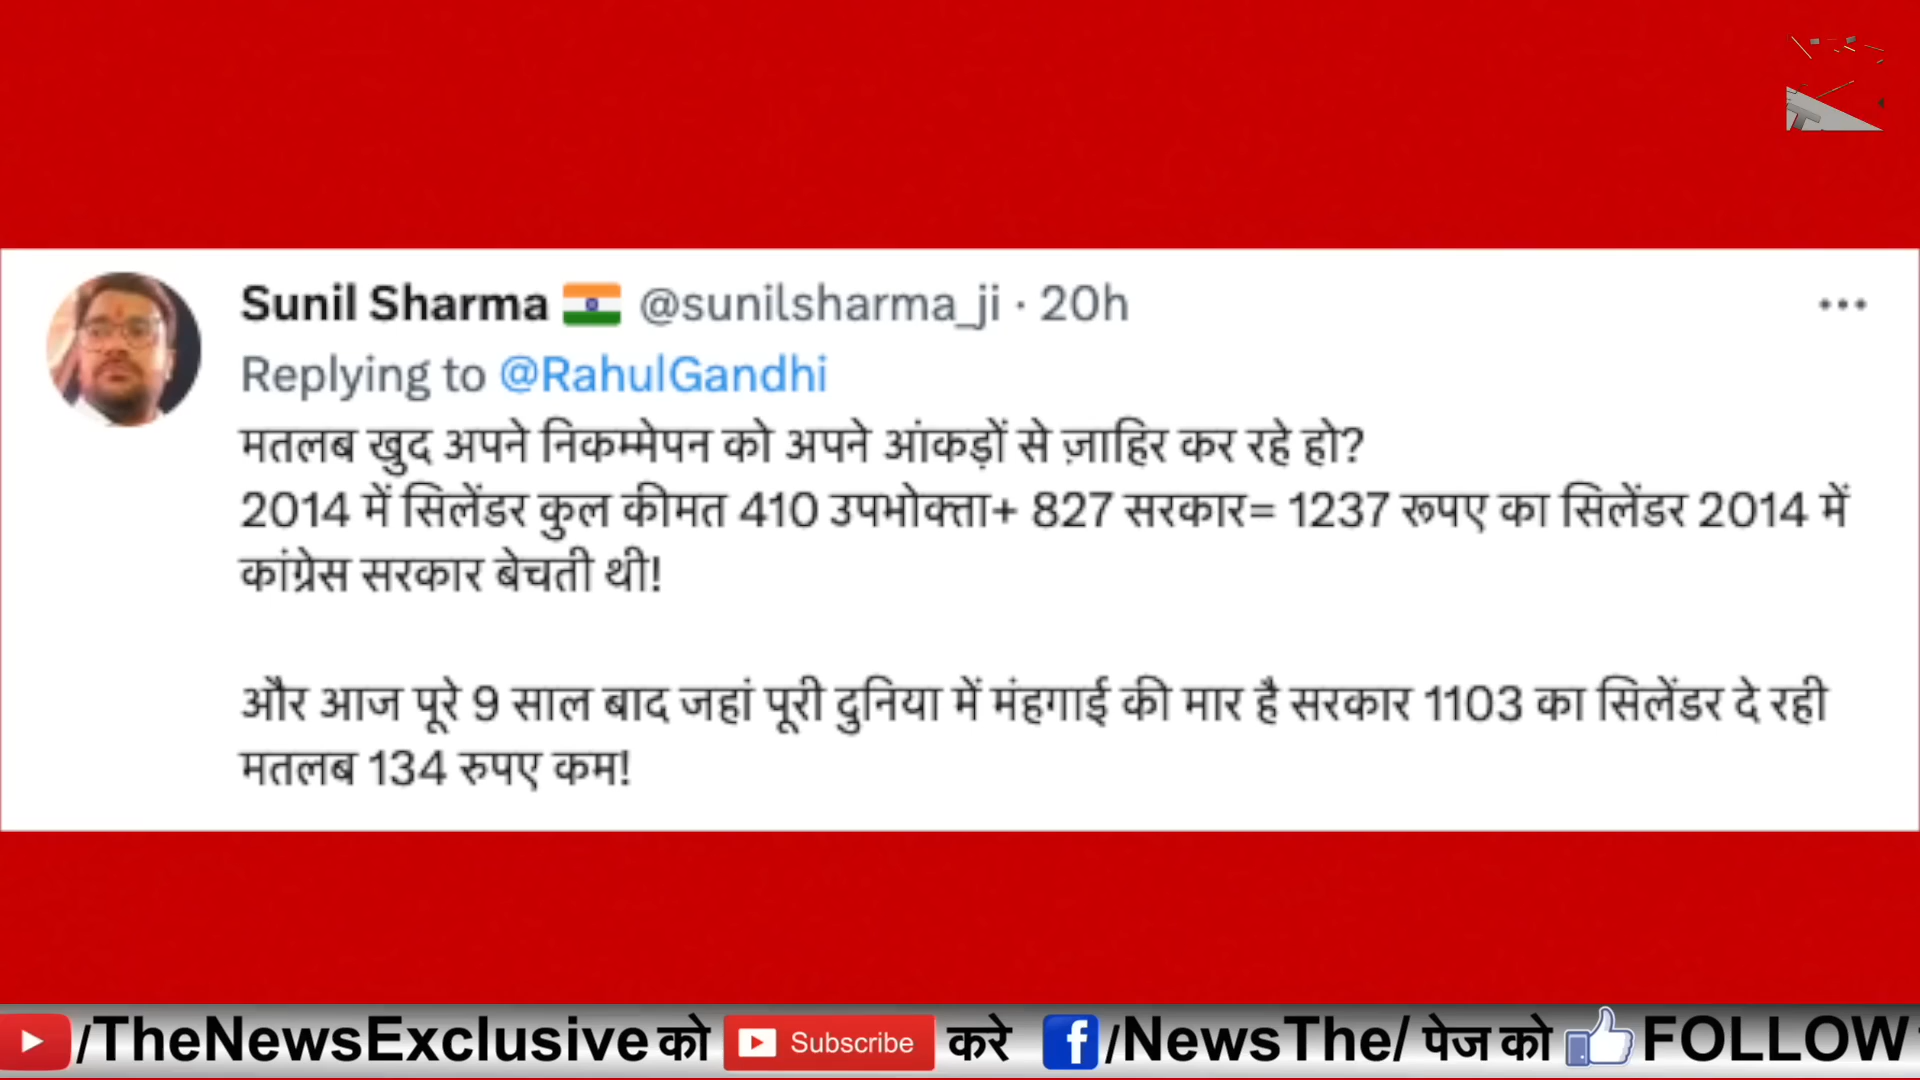 Sunil Sharma 🇮🇳 @sunilsharma_ji · 20h
Replying to @RahulGandhi
मतलब खुद अपने निकम्मेपन को अपने आंकड़ों से ज़ाहिर कर रहे हो?
2014 में सिलेंडर कुल कीमत 410 उपभोक्ता+ 827 सरकार= 1237 रूपए का सिलेंडर 2014 में
कांग्रेस सरकार बेचती थी!
और आज पूरे 9 साल बाद जहां पूरी दुनिया में मंहगाई की मार है सरकार 1103 का सिलेंडर दे रही
मतलब 134 रुपए कम!
/TheNewsExclusive को Subscribe करे /NewsThe/ पेज को FOLLOW